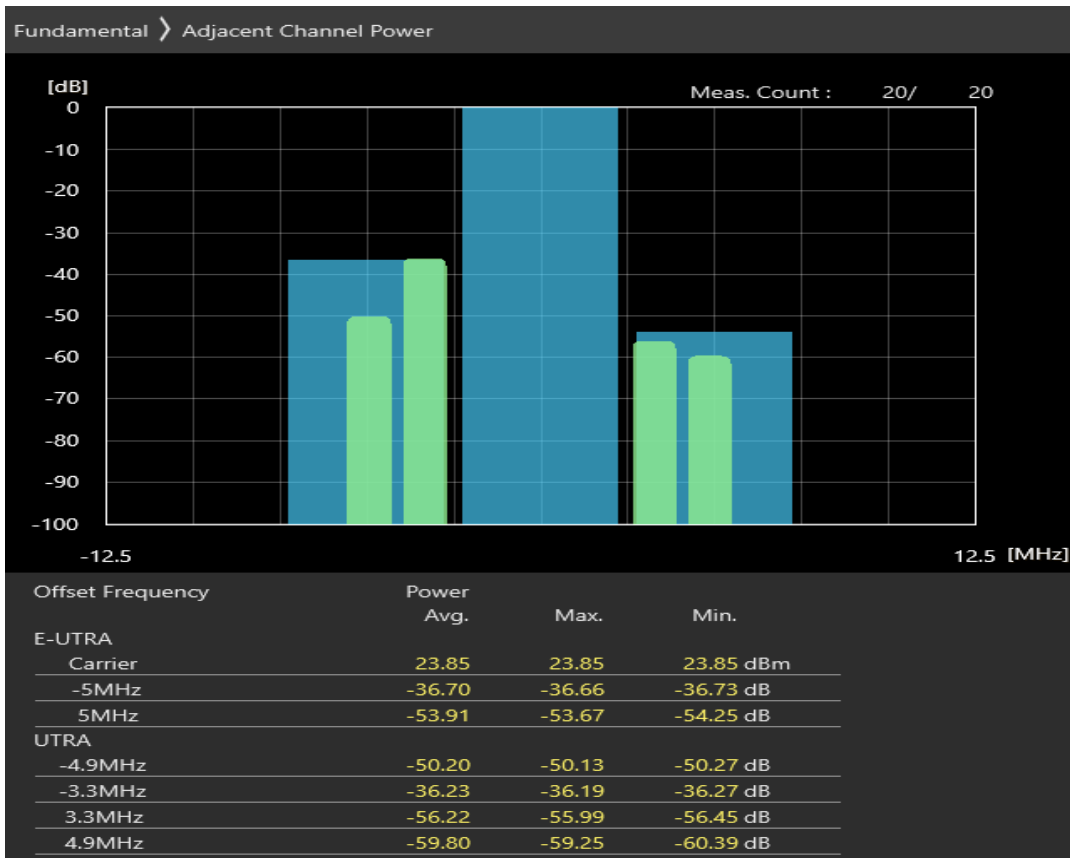 Fundamental 〉 Adjacent Channel Power
[dB]
Meas. Count : 20/ 20
0
-10
-20
-30
-40
-50
-60
-70
-80
-90
-100
-12.5 12.5 [MHz]
Offset Frequency Power
Avg. Max. Min.
E-UTRA
Carrier 23.85 23.85 23.85 dBm
-5MHz -36.70 -36.66 -36.73 dB
5MHz -53.91 -53.67 -54.25 dB
UTRA
-4.9MHz -50.20 -50.13 -50.27 dB
-3.3MHz -36.23 -36.19 -36.27 dB
3.3MHz -56.22 -55.99 -56.45 dB
4.9MHz -59.80 -59.25 -60.39 dB